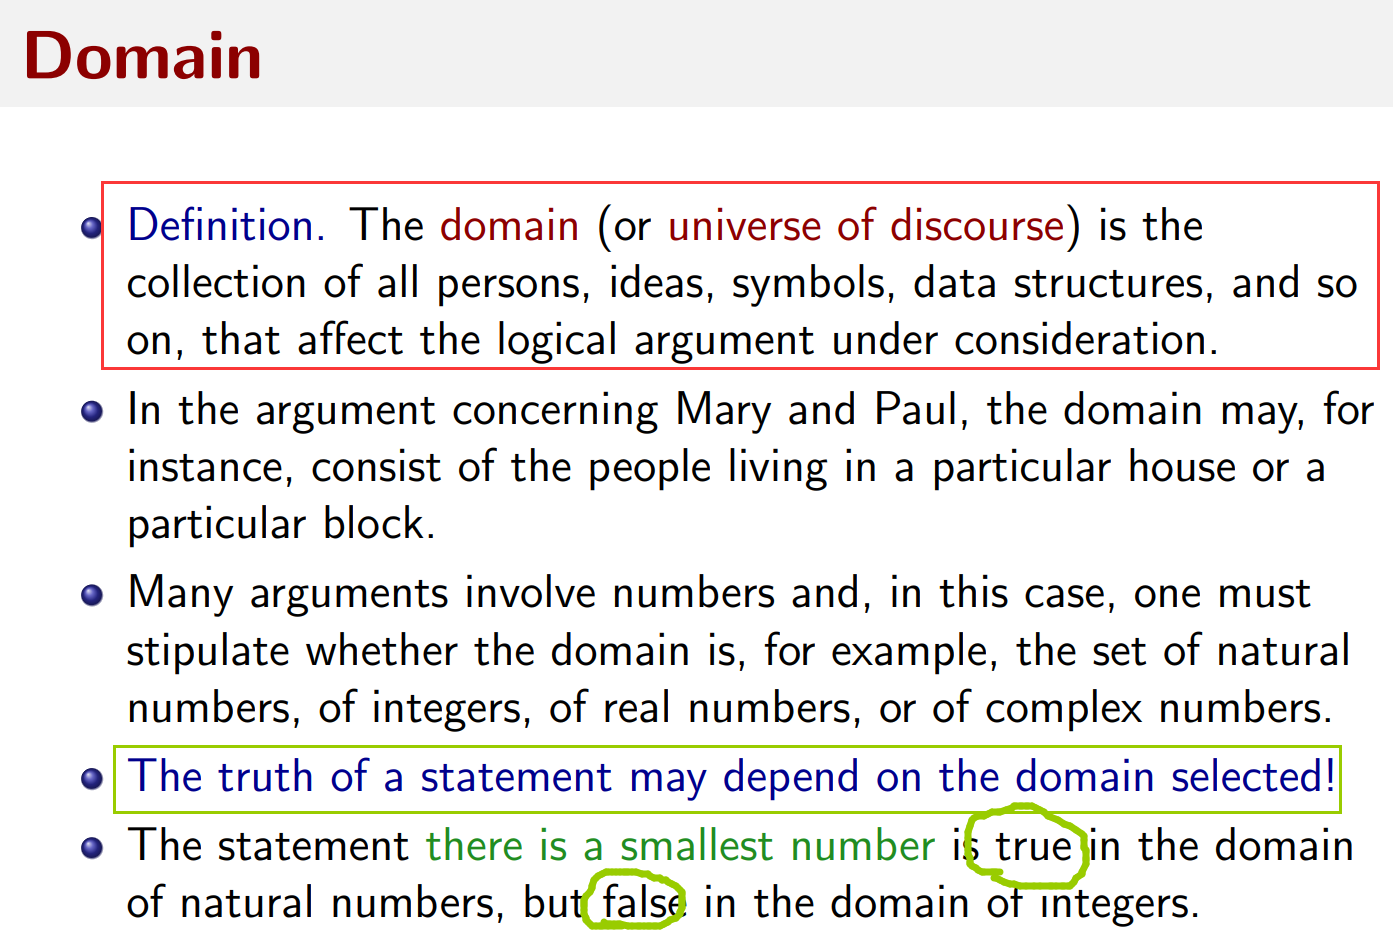 Domain
Definition. The domain (or universe of discourse) is the
collection of all persons, ideas, symbols, data structures, and so
on, that affect the logical argument under consideration.
In the argument concerning Mary and Paul, the domain may, for
instance, consist of the people living in a particular house or a
particular block.
Many arguments involve numbers and, in this case, one must
stipulate whether the domain is, for example, the set of natural
numbers, of integers, of real numbers, or of complex numbers.
The truth of a statement may depend on the domain selected!
The statement there is a smallest number is true in the domain
of natural numbers, but false in the domain of integers.